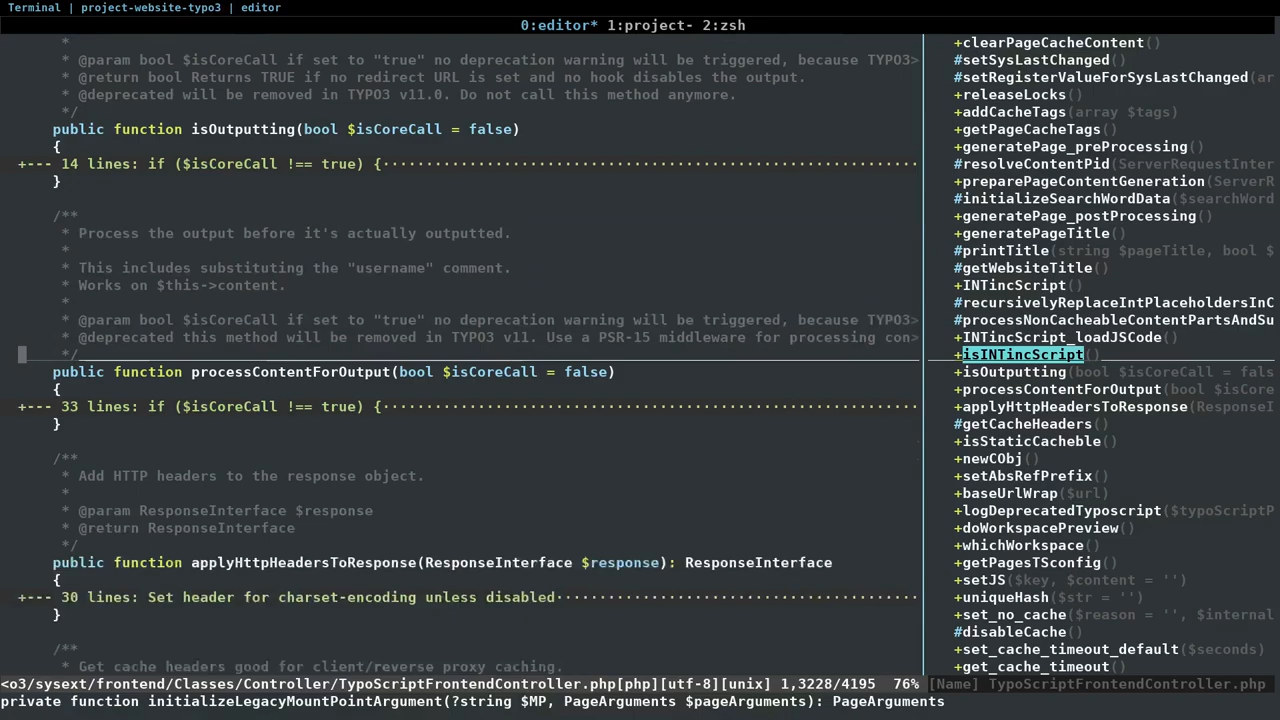 Terminal | project-website-typo3 | editor
0:editor* 1:project- 2:zsh
*
* @param bool $isCoreCall if set to "true" no deprecation warning will be triggered, because TYPO3>
* @return bool Returns TRUE if no redirect URL is set and no hook disables the output.
* @deprecated will be removed in TYPO3 v11.0. Do not call this method anymore.
*/
public function isOutputting(bool $isCoreCall = false)
{
+--- 14 lines: if ($isCoreCall !== true) {······························································
}
/**
* Process the output before it's actually outputted.
*
* This includes substituting the "username" comment.
* Works on $this->content.
*
* @param bool $isCoreCall if set to "true" no deprecation warning will be triggered, because TYPO3>
* @deprecated this method will be removed in TYPO3 v11. Use a PSR-15 middleware for processing con>
*/
public function processContentForOutput(bool $isCoreCall = false)
{
+--- 33 lines: if ($isCoreCall !== true) {······························································
}
/**
* Add HTTP headers to the response object.
*
* @param ResponseInterface $response
* @return ResponseInterface
*/
public function applyHttpHeadersToResponse(ResponseInterface $response): ResponseInterface
{
+--- 30 lines: Set header for charset-encoding unless disabled··········································
}
/**
* Get cache headers good for client/reverse proxy caching.
<o3/sysext/frontend/Classes/Controller/TypoScriptFrontendController.php[php][utf-8][unix] 1,3228/4195 76%
private function initializeLegacyMountPointArgument(?string $MP, PageArguments $pageArguments): PageArguments
+clearPageCacheContent()
#setSysLastChanged()
#setRegisterValueForSysLastChanged(ar
+releaseLocks()
+addCacheTags(array $tags)
+getPageCacheTags()
+generatePage_preProcessing()
#resolveContentPid(ServerRequestInter
+preparePageContentGeneration(ServerR
#initializeSearchWordData($searchWord
+generatePage_postProcessing()
+generatePageTitle()
#printTitle(string $pageTitle, bool $
#getWebsiteTitle()
+INTincScript()
#recursivelyReplaceIntPlaceholdersInC
#processNonCacheableContentPartsAndSu
+INTincScript_loadJSCode()
+isINTincScript()
+isOutputting(bool $isCoreCall = fals
+processContentForOutput(bool $isCore
+applyHttpHeadersToResponse(ResponseI
#getCacheHeaders()
+isStaticCacheble()
+newCObj()
+setAbsRefPrefix()
+baseUrlWrap($url)
+logDeprecatedTyposcript($typoScriptP
+doWorkspacePreview()
+whichWorkspace()
+getPagesTSconfig()
+setJS($key, $content = '')
+uniqueHash($str = '')
+set_no_cache($reason = '', $internal
#disableCache()
+set_cache_timeout_default($seconds)
+get_cache_timeout()
[Name] TypoScriptFrontendController.php